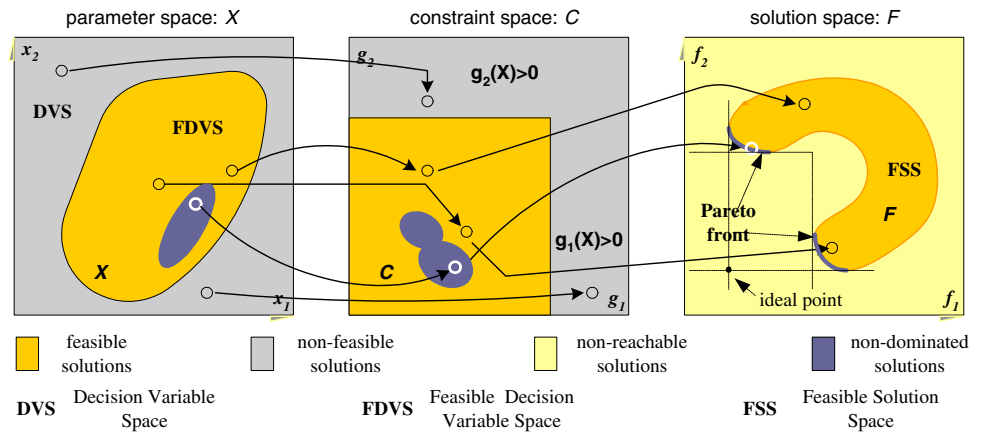 parameter space: X
constraint space: C
solution space: F
x2
g2
g2(X)>0
f2
DVS
FDVS
FSS
F
Pareto
front
g1(X)>0
X
C
x1
g1
ideal point
f1
feasible
solutions
non-feasible
solutions
non-reachable
solutions
non-dominated
solutions
DVS Decision Variable
Space
FDVS Feasible Decision
Variable Space
FSS Feasible Solution
Space